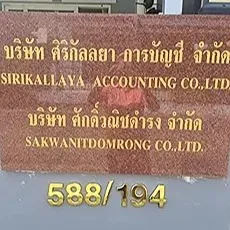 บริษัท ศิริกัลลยา การบัญชี จำกัด
SIRIKALLAYA ACCOUNTING CO.,LTD.
บริษัท ศักดิ์วณิชดำรง จำกัด
SAKWANITDOMRONG CO.,LTD.
588/194